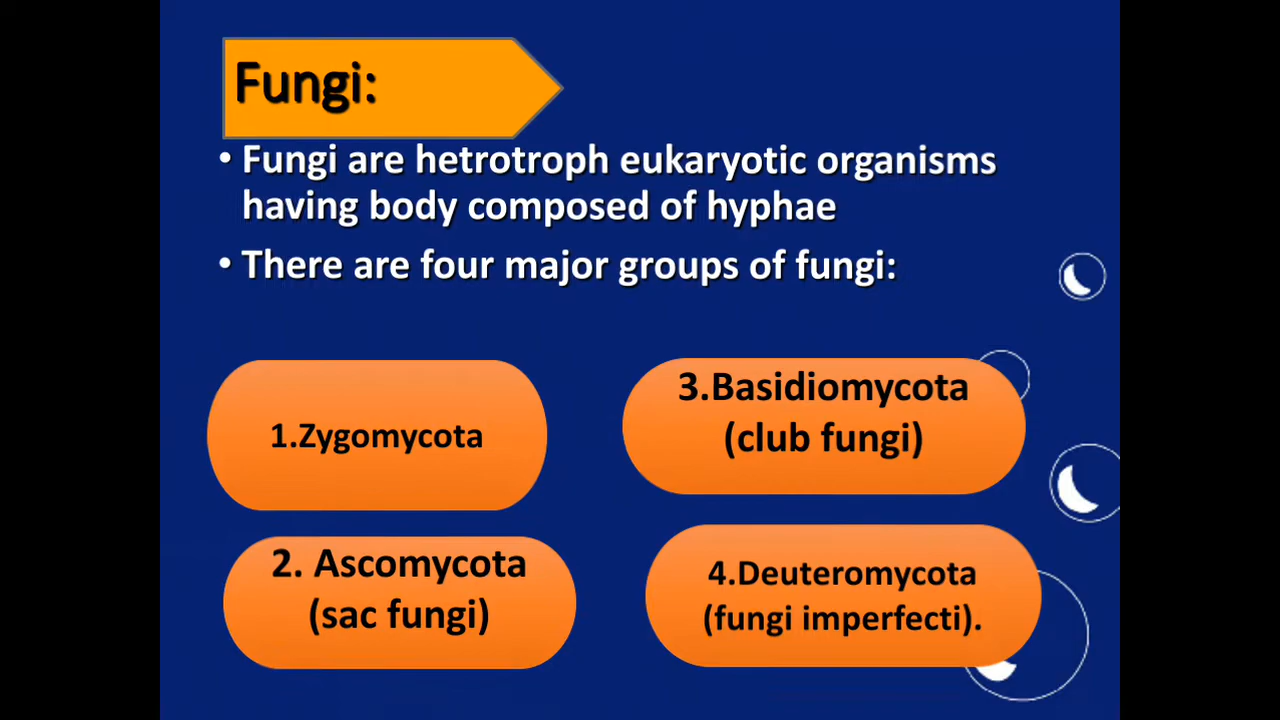 Fungi:
• Fungi are hetrotroph eukaryotic organisms
having body composed of hyphae
• There are four major groups of fungi:
1.Zygomycota
2. Ascomycota
(sac fungi)
3.Basidiomycota
(club fungi)
4.Deuteromycota
(fungi imperfecti).